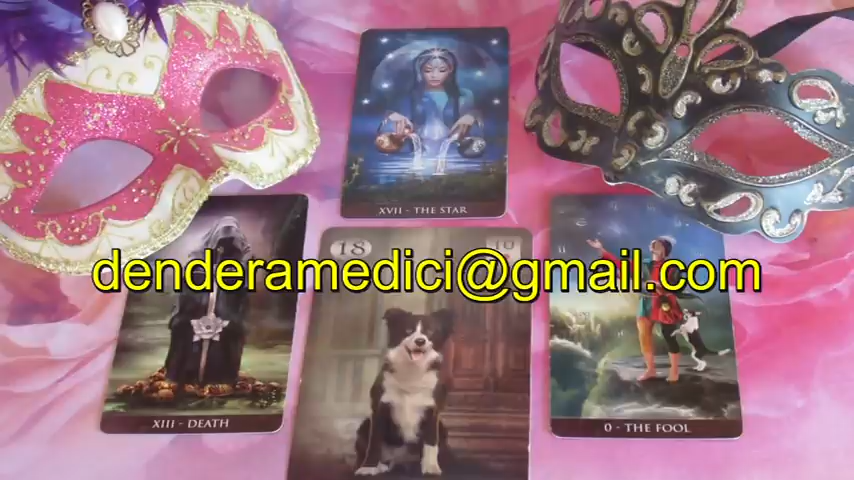 XVII - THE STAR
18
denderamedici@gmail.com
XIII - DEATH
0 - THE FOOL